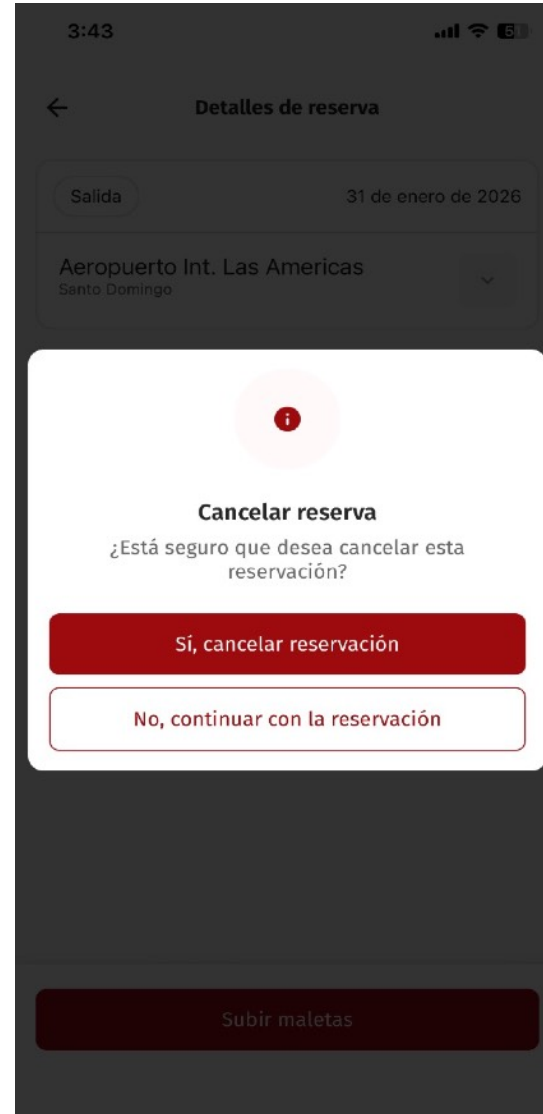 3:43
Detalles de reserva
Salida
31 de enero de 2026
Aeropuerto Int. Las Americas
Santo Domingo
Cancelar reserva
¿Está seguro que desea cancelar esta
reservación?
Sí, cancelar reservación
No, continuar con la reservación
Subir maletas